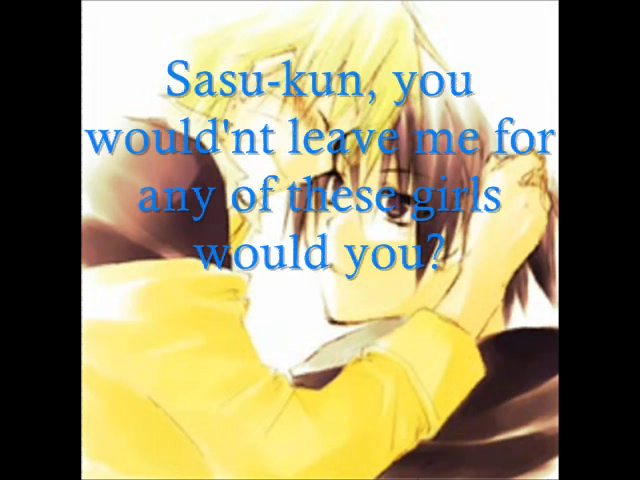 Sasu-kun, you
would'nt leave me for
any of these girls
would you?